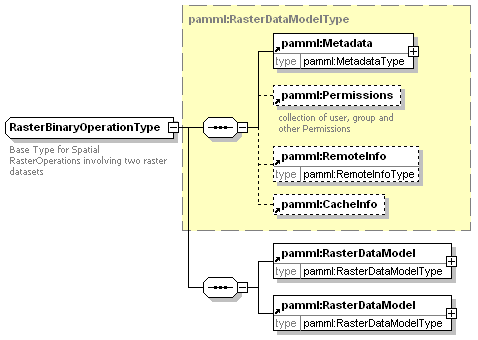 pamml:RasterDataModelType
pamml:Metadata
type pamml:MetadataType
pamml:Permissions
collection of user, group and
other Permissions
RasterBinaryOperationType
Base Type for Spatial
RasterOperations involving two raster
datasets
pamml:RemoteInfo
type pamml:RemoteInfoType
pamml:CacheInfo
pamml:RasterDataModel
type pamml:RasterDataModelType
pamml:RasterDataModel
type pamml:RasterDataModelType